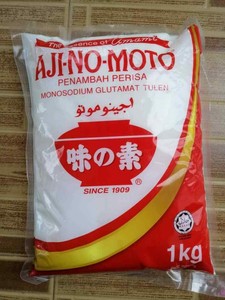 The Essence of Umami
AJI-NO-MOTO
PENAMBAH PERISA
MONOSODIUM GLUTAMAT TULEN
اجينوموتو
味の素
®
SINCE 1909
1kg